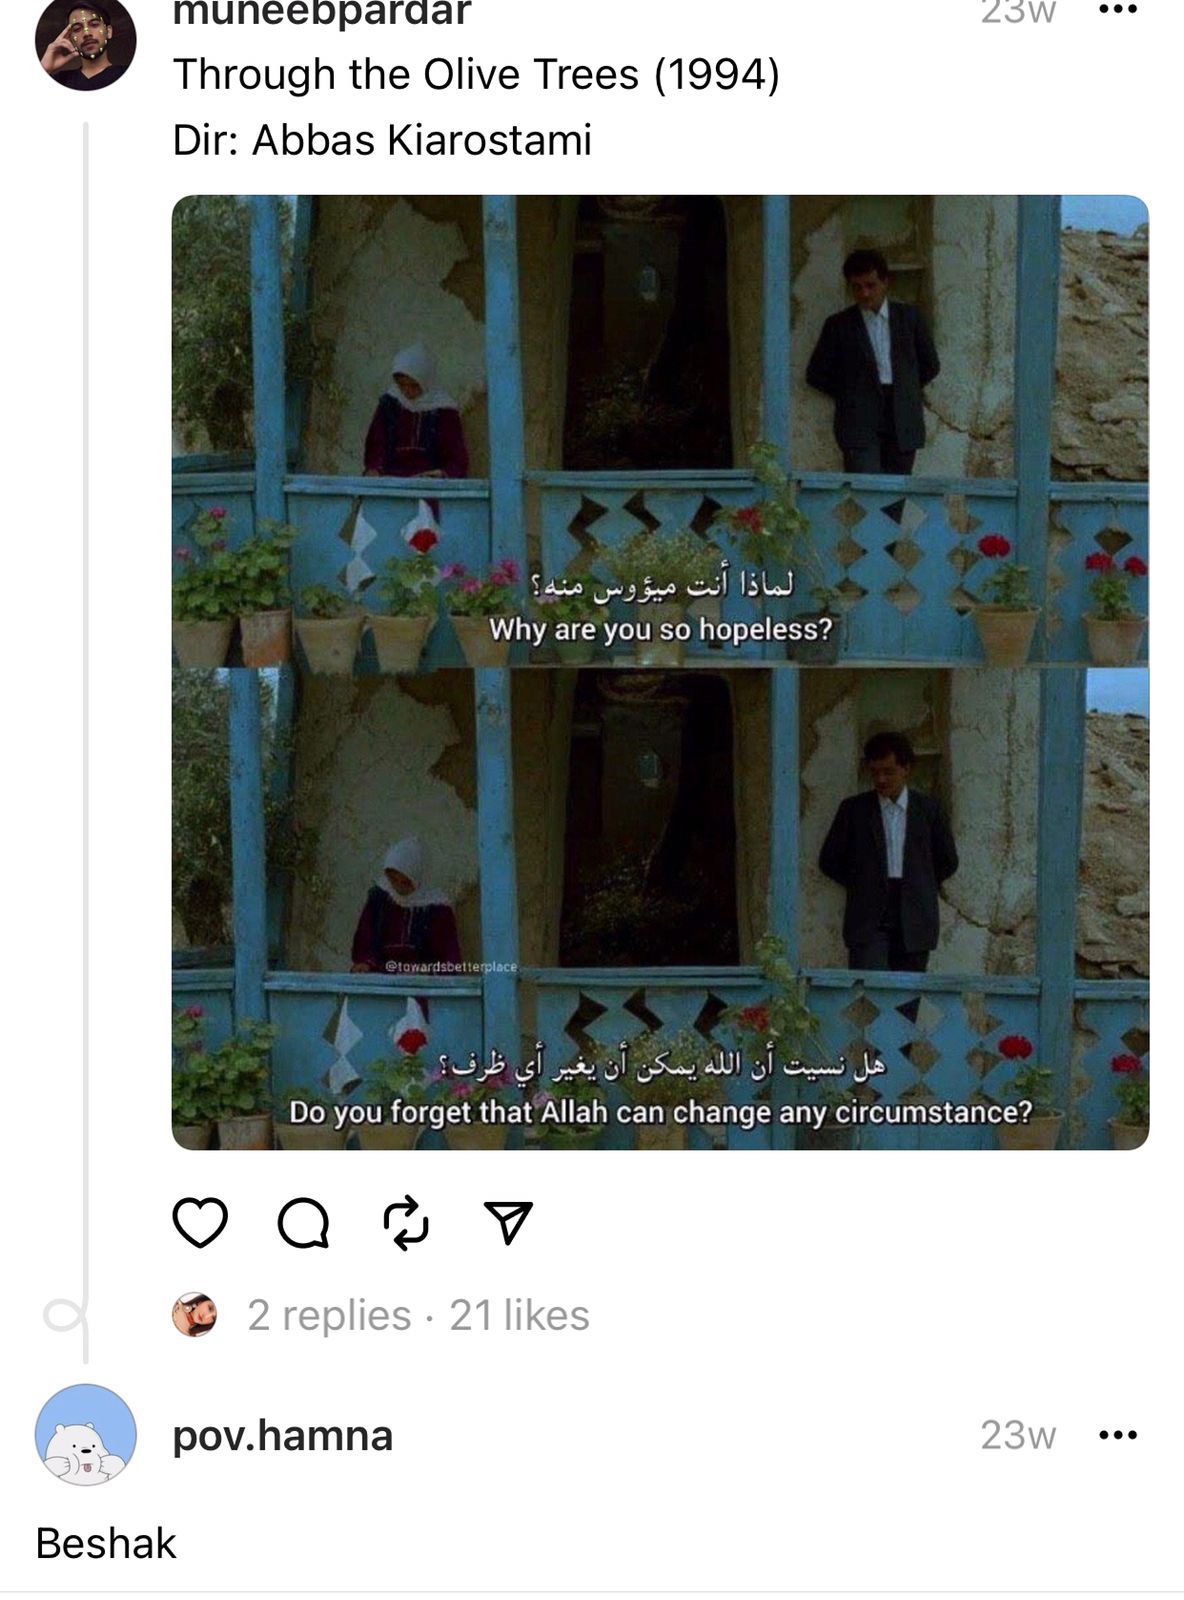 muneebpardar
23w
Through the Olive Trees (1994)
Dir: Abbas Kiarostami
لماذا أنت ميؤوس منه؟
Why are you so hopeless?
@towardsbetterplace
هل نسيت أن الله يمكن أن يغير أي ظرف؟
Do you forget that Allah can change any circumstance?
2 replies · 21 likes
pov.hamna
23w
Beshak